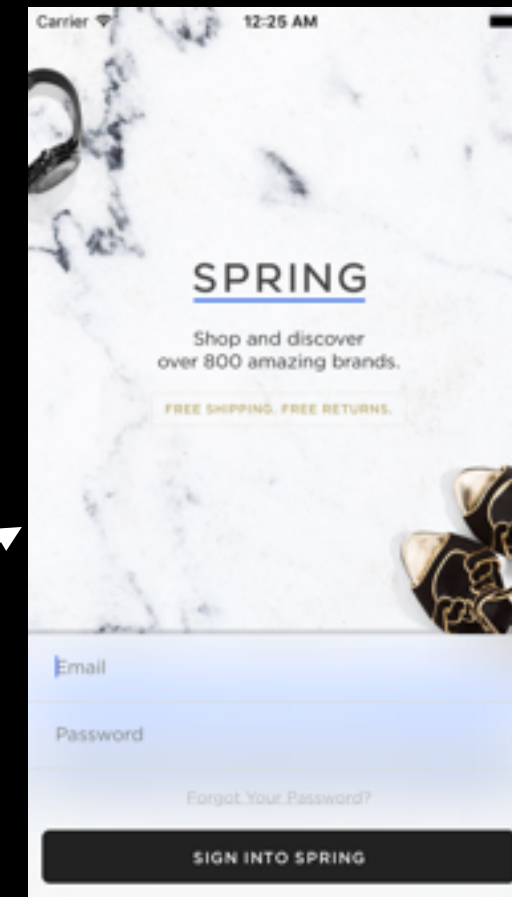 Carrier 12:25 AM
SPRING
Shop and discover
over 800 amazing brands.
FREE SHIPPING. FREE RETURNS.
Email
Password
Forgot Your Password?
SIGN INTO SPRING